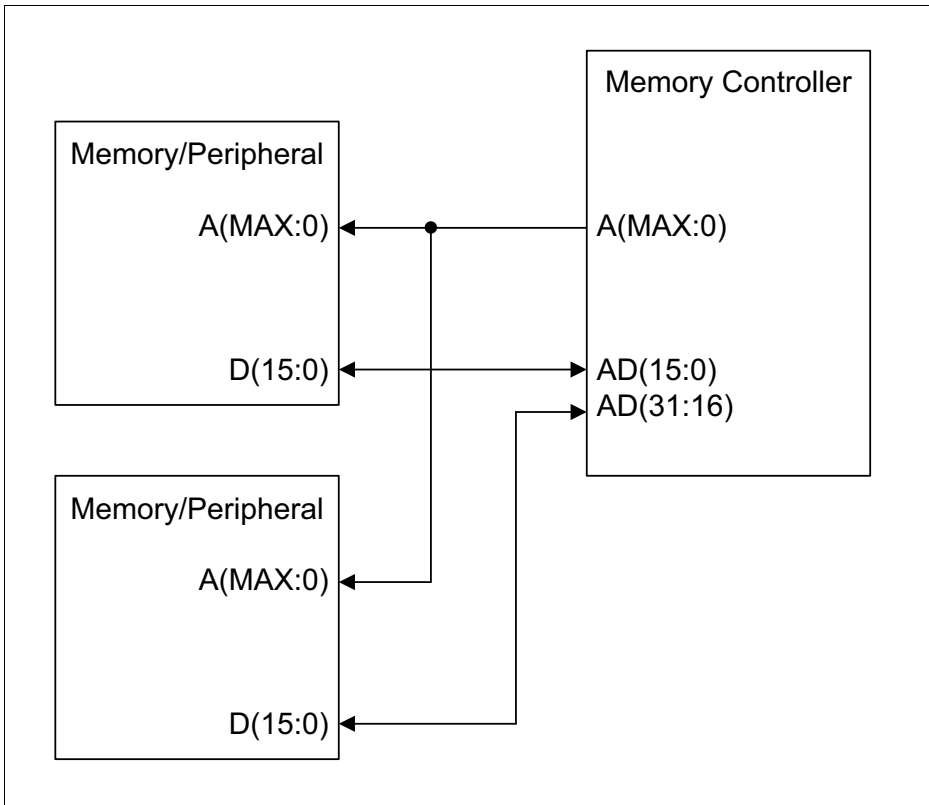 Memory Controller
A(MAX:0)
AD(15:0)
AD(31:16)
Memory/Peripheral
A(MAX:0)
D(15:0)
Memory/Peripheral
A(MAX:0)
D(15:0)